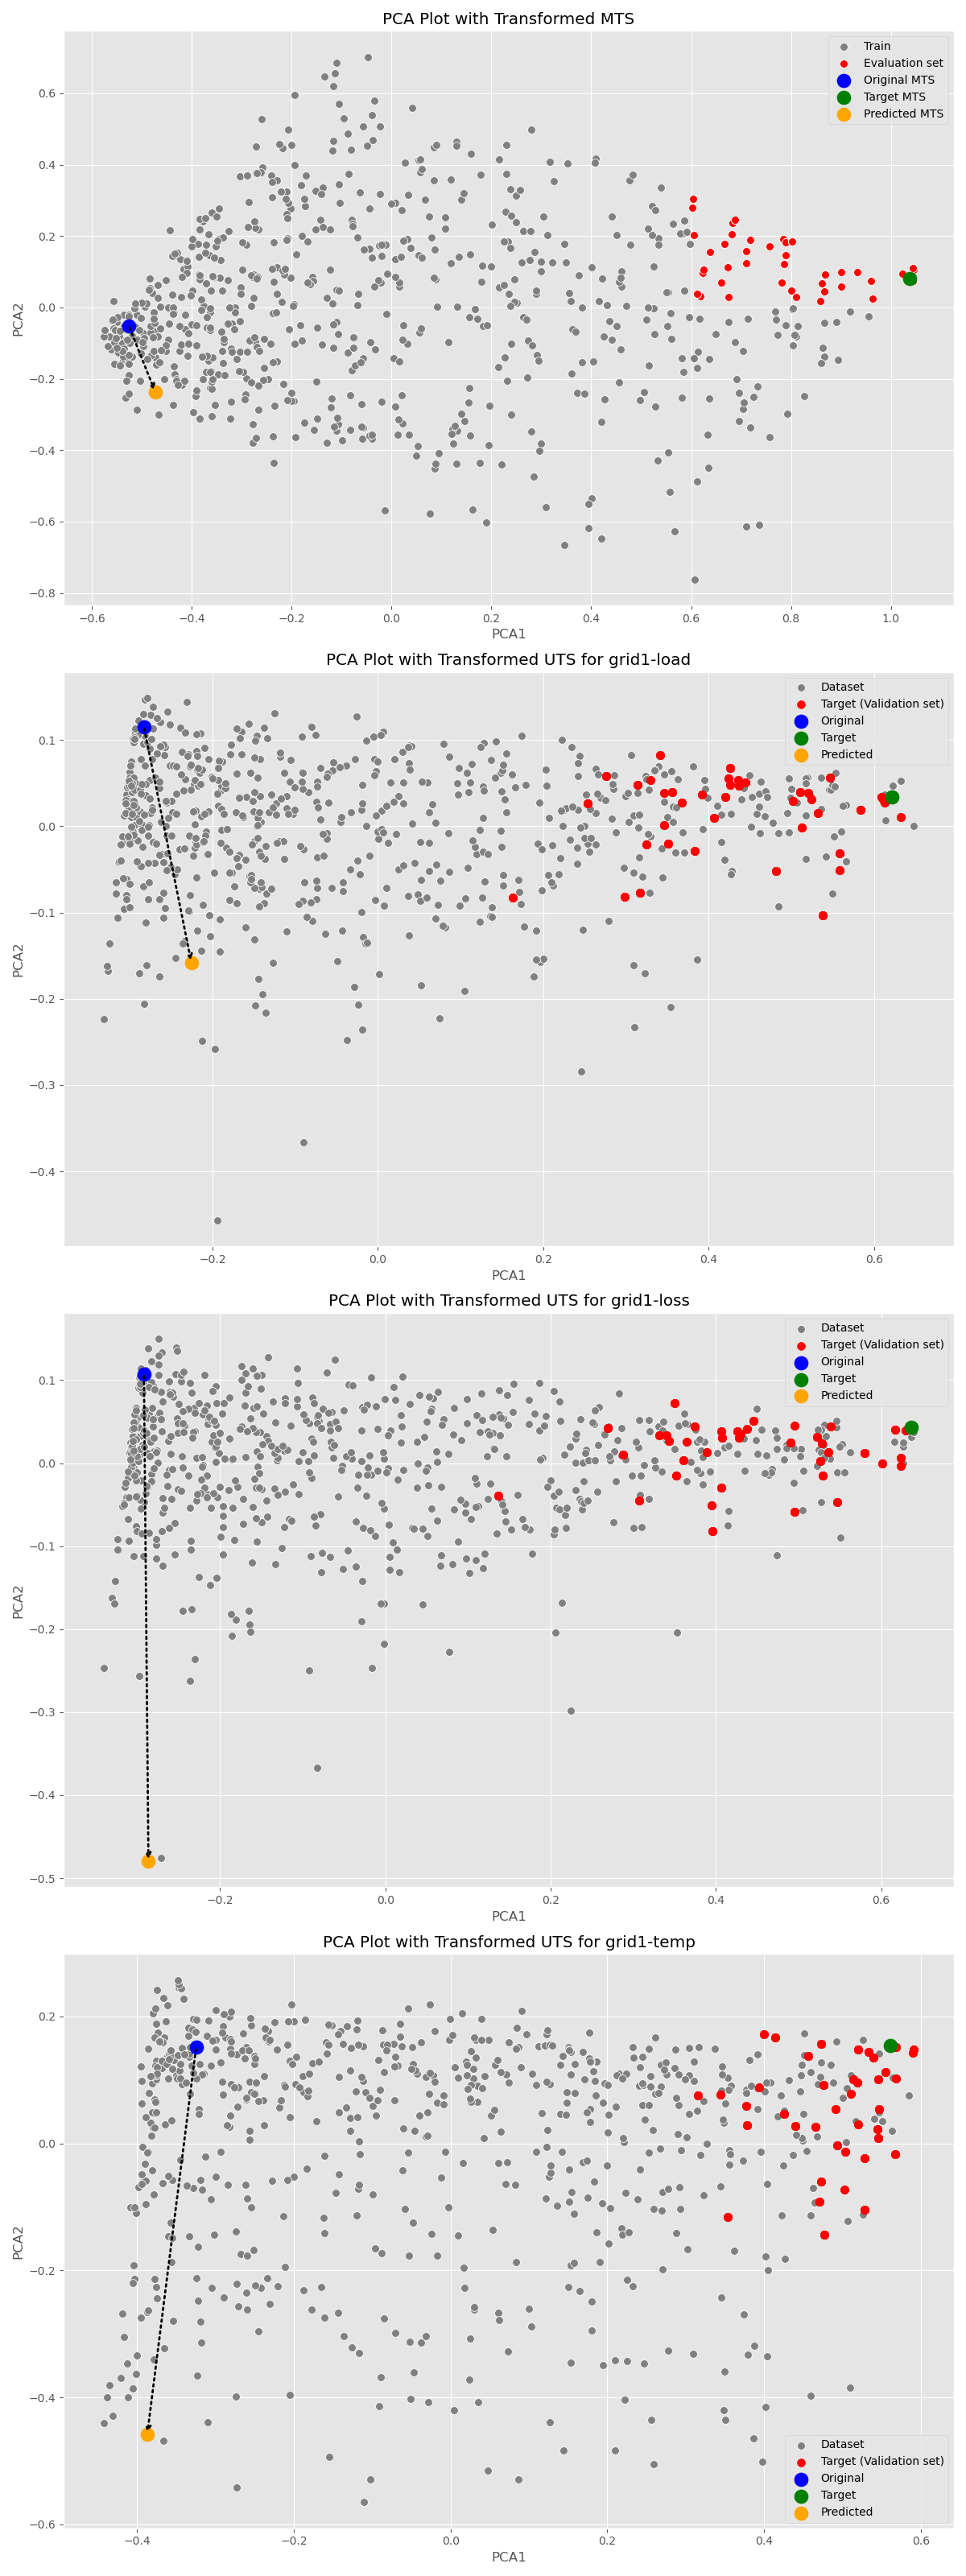 PCA Plot with Transformed MTS
Train
Evaluation set
Original MTS
Target MTS
Predicted MTS
0.6
0.4
0.2
0.0
−0.2
−0.4
−0.6
−0.8
PCA2
−0.6
−0.4
−0.2
0.0
0.2
0.4
0.6
0.8
1.0
PCA1
PCA Plot with Transformed UTS for grid1-load
Dataset
Target (Validation set)
Original
Target
Predicted
0.1
0.0
−0.1
−0.2
−0.3
−0.4
PCA2
−0.2
0.0
0.2
0.4
0.6
PCA1
PCA Plot with Transformed UTS for grid1-loss
Dataset
Target (Validation set)
Original
Target
Predicted
0.1
0.0
−0.1
−0.2
−0.3
−0.4
−0.5
PCA2
−0.2
0.0
0.2
0.4
0.6
PCA1
PCA Plot with Transformed UTS for grid1-temp
0.2
0.0
−0.2
−0.4
−0.6
PCA2
Dataset
Target (Validation set)
Original
Target
Predicted
−0.4
−0.2
0.0
0.2
0.4
0.6
PCA1